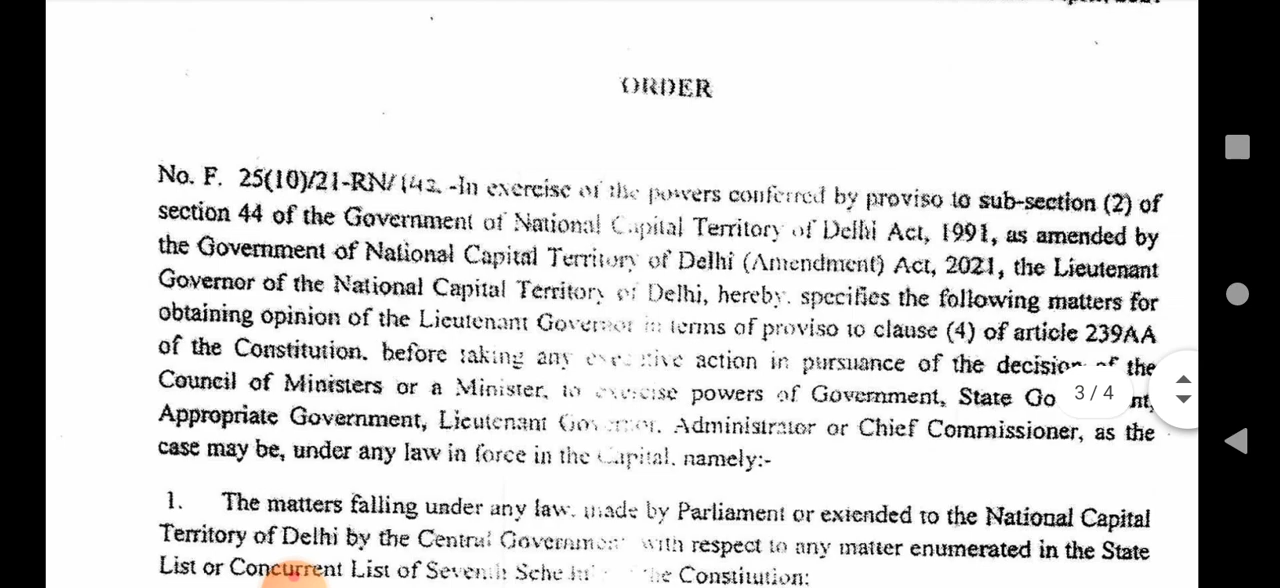 ORDER
No. F. 25(10)/21-RN/142 -In exercise of the powers conferred by proviso to sub-section (2) of
section 44 of the Government of National Capital Territory of Delhi Act, 1991, as amended by
the Government of National Capital Territory of Delhi (Amendment) Act, 2021, the Lieutenant
Governor of the National Capital Territory of Delhi, hereby. specifies the following matters for
obtaining opinion of the Lieutenant Governor in terms of proviso to clause (4) of article 239AA
of the Constitution. before taking any executive action in pursuance of the decision of the
Council of Ministers or a Minister, to exercise powers of Government, State
Appropriate Government, Lieutenant Governor. Administrator or Chief Commissioner, as the
case may be, under any law in force in the Capital. namely:-
3 / 4
1. The matters falling under any law. made by Parliament or extended to the National Capital
Territory of Delhi by the Central Government with respect to any matter enumerated in the State
List or Concurrent List of Seventh Schedule the Constitution: